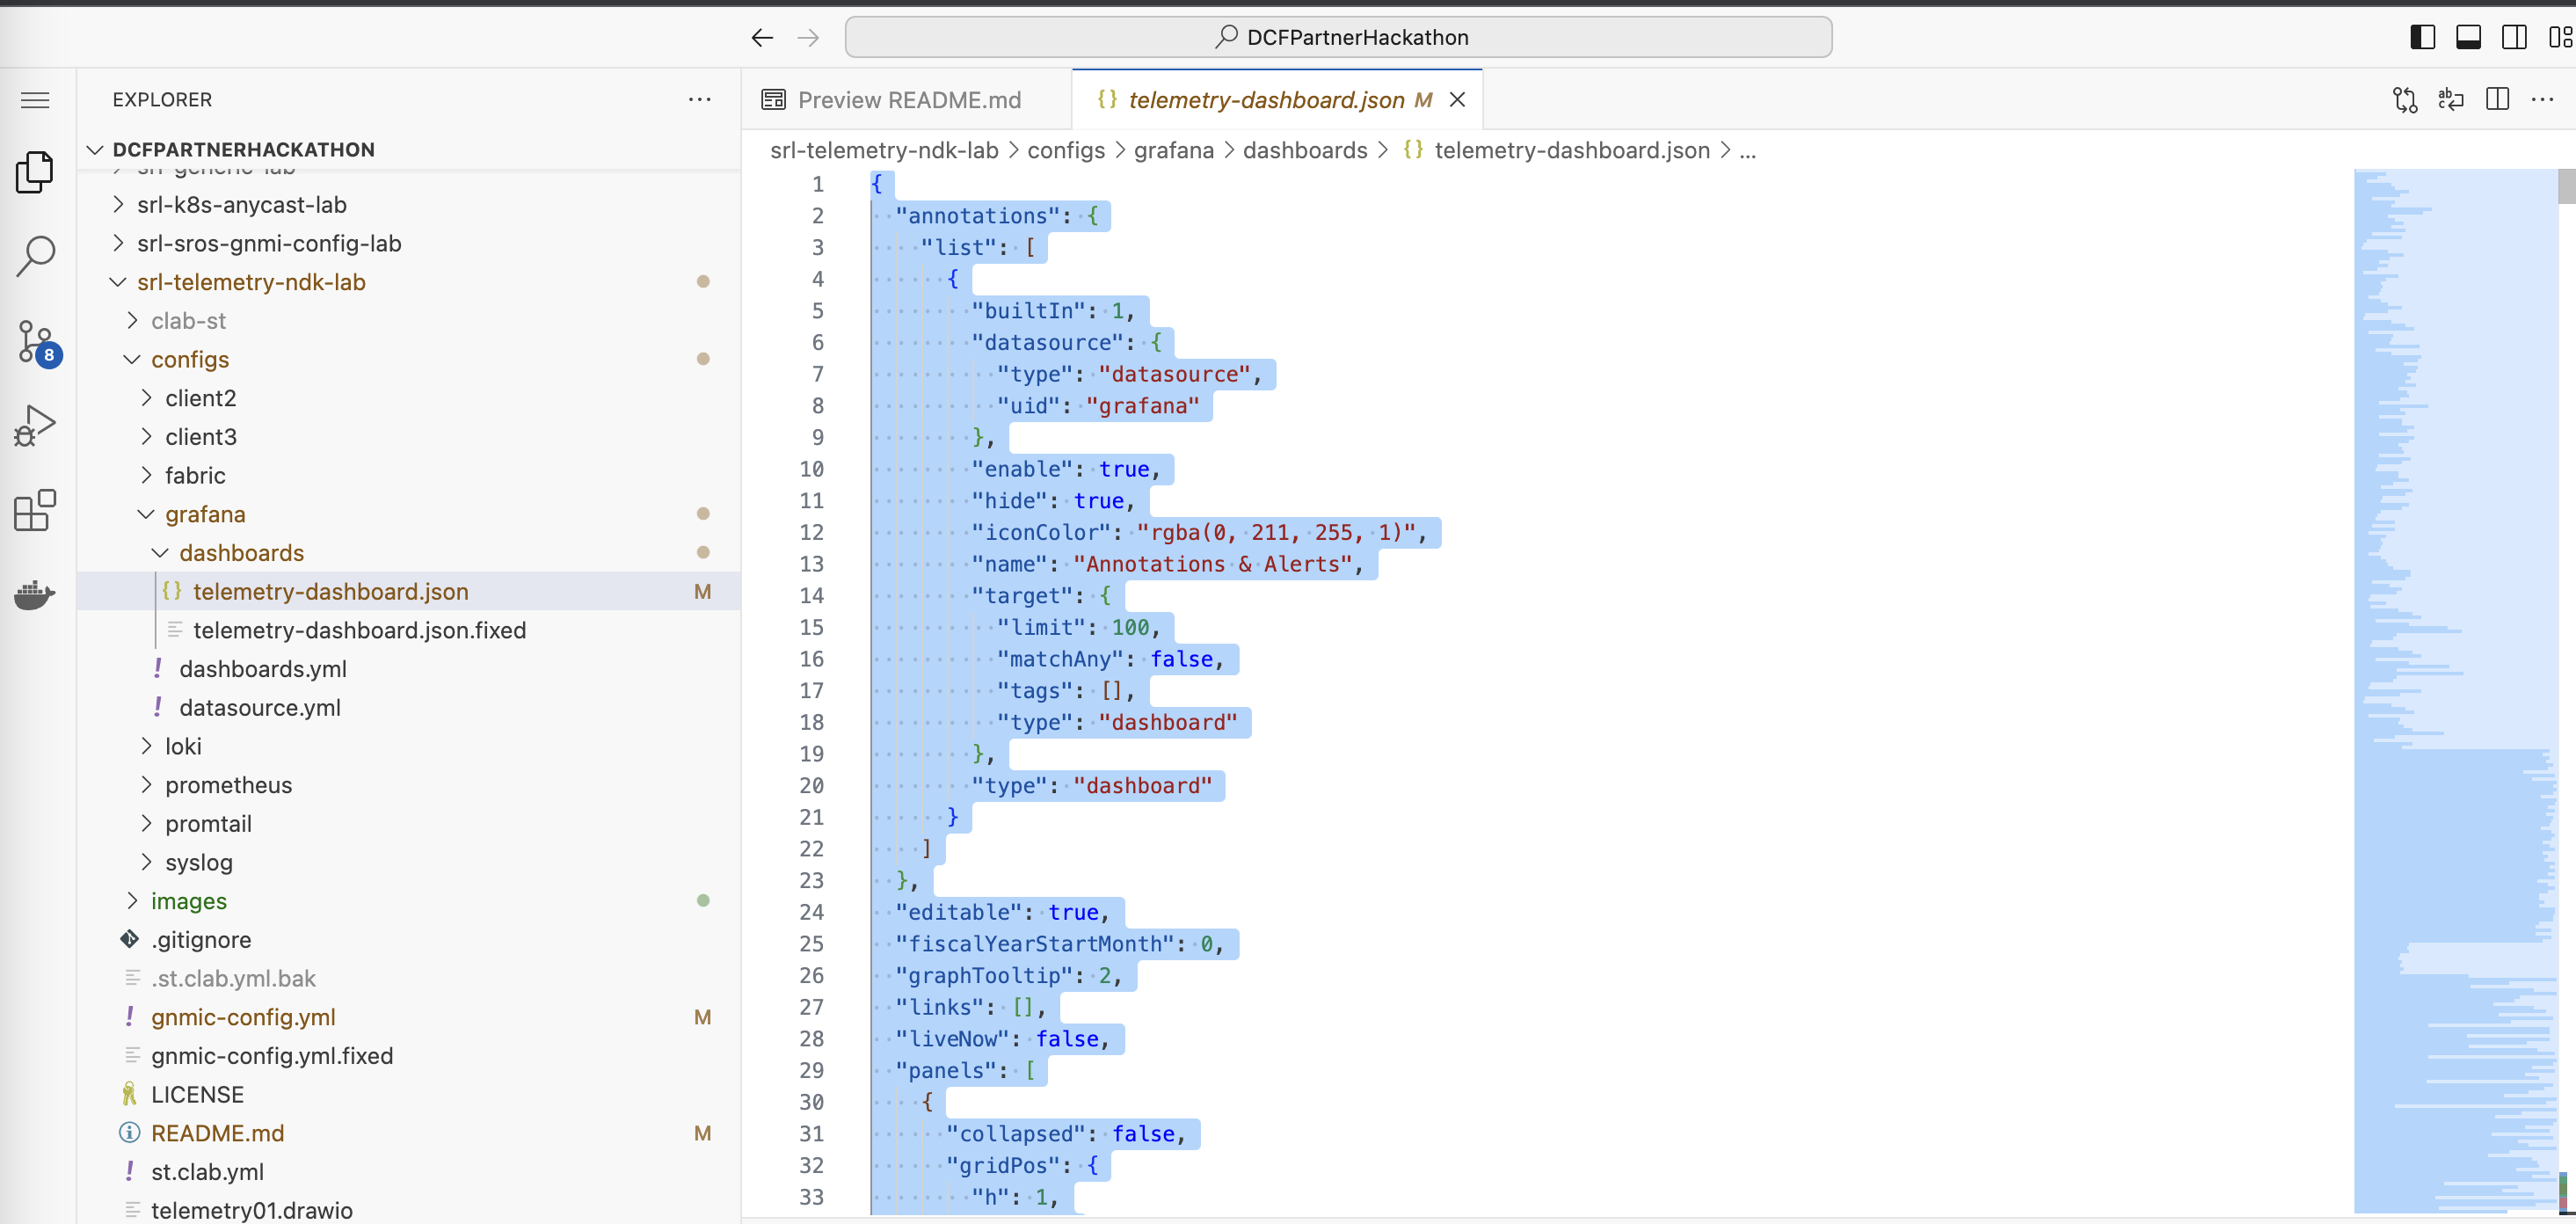 DCFPartnerHackathon
EXPLORER
DCFPARTNERHACKATHON
srl-generic-lab
srl-k8s-anycast-lab
srl-sros-gnmi-config-lab
srl-telemetry-ndk-lab
clab-st
configs
client2
client3
fabric
grafana
dashboards
{} telemetry-dashboard.json M
telemetry-dashboard.json.fixed
! dashboards.yml
! datasource.yml
loki
prometheus
promtail
syslog
images
.gitignore
.st.clab.yml.bak
! gnmic-config.yml M
gnmic-config.yml.fixed
LICENSE
README.md M
! st.clab.yml
telemetry01.drawio
8
Preview README.md
{} telemetry-dashboard.json M
srl-telemetry-ndk-lab > configs > grafana > dashboards > {} telemetry-dashboard.json > ...
1 {
2 "annotations": {
3 "list": [
4 {
5 "builtIn": 1,
6 "datasource": {
7 "type": "datasource",
8 "uid": "grafana"
9 },
10 "enable": true,
11 "hide": true,
12 "iconColor": "rgba(0, 211, 255, 1)",
13 "name": "Annotations & Alerts",
14 "target": {
15 "limit": 100,
16 "matchAny": false,
17 "tags": [],
18 "type": "dashboard"
19 },
20 "type": "dashboard"
21 }
22 ]
23 },
24 "editable": true,
25 "fiscalYearStartMonth": 0,
26 "graphTooltip": 2,
27 "links": [],
28 "liveNow": false,
29 "panels": [
30 {
31 "collapsed": false,
32 "gridPos": {
33 "h": 1,